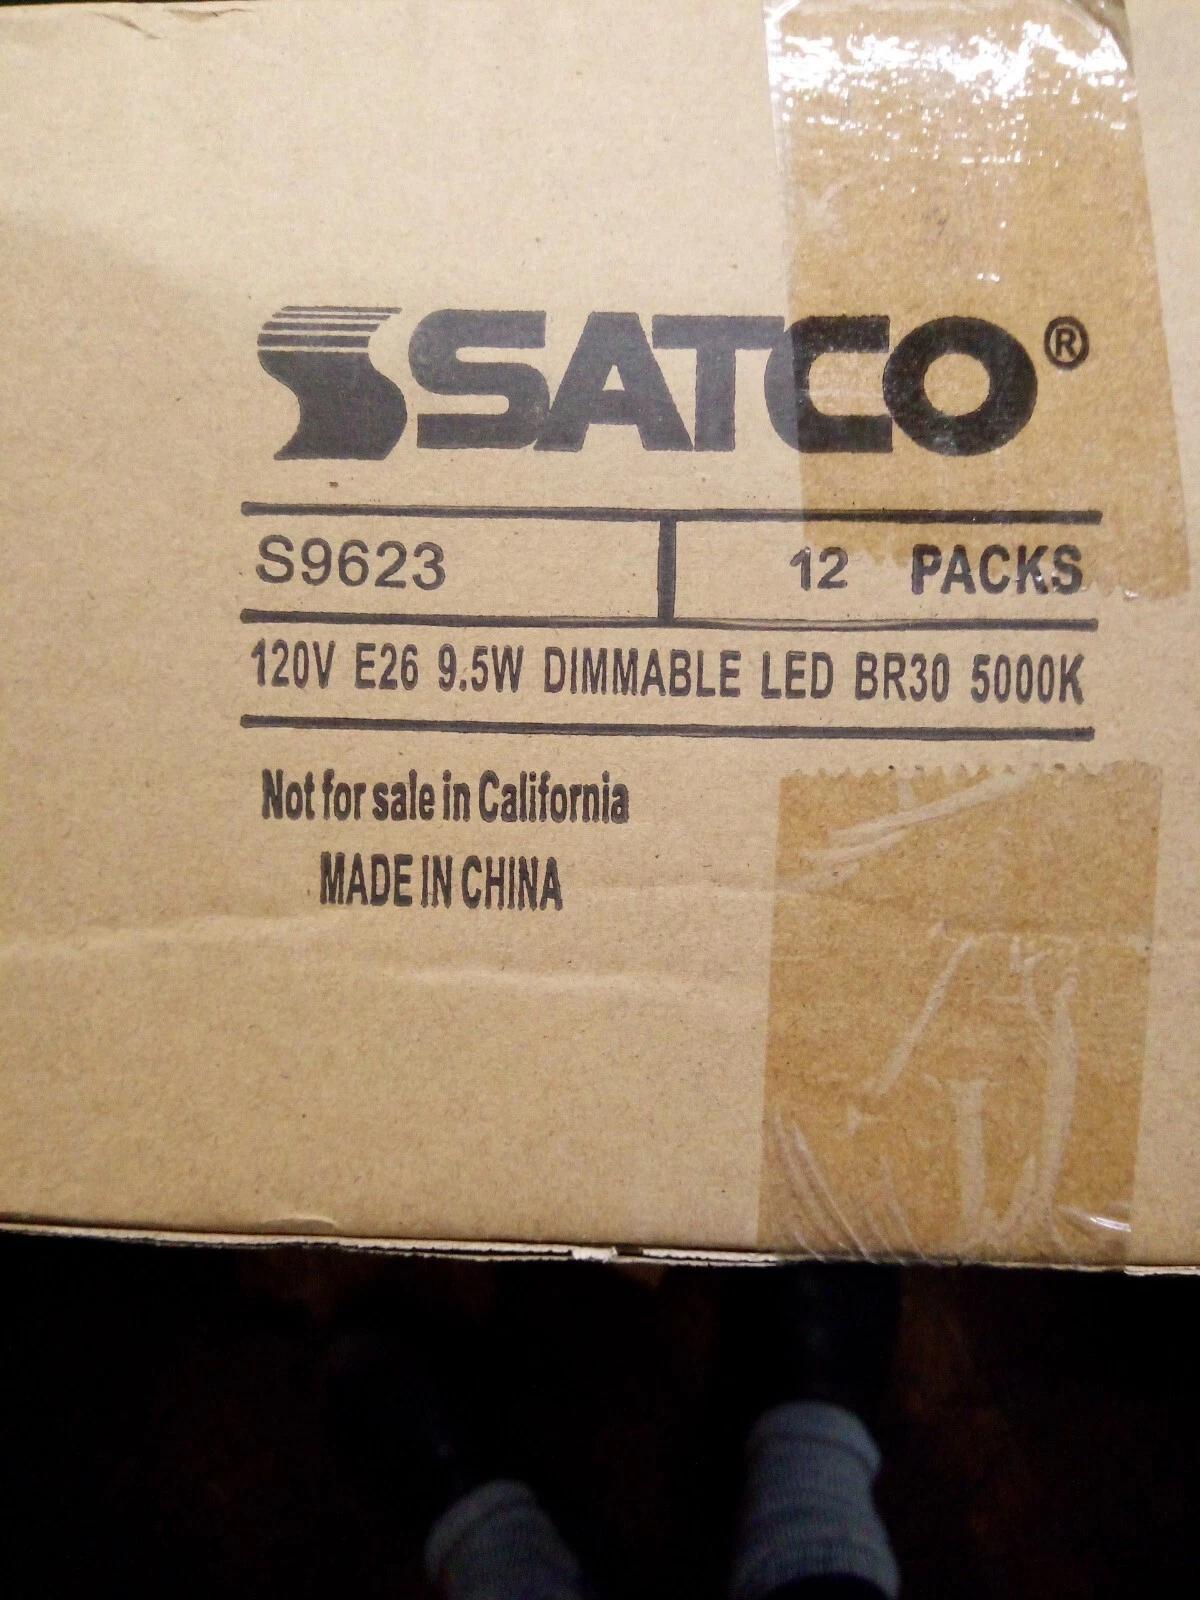 SATCO®
S9623 12 PACKS
120V E26 9.5W DIMMABLE LED BR30 5000K
Not for sale in California
MADE IN CHINA